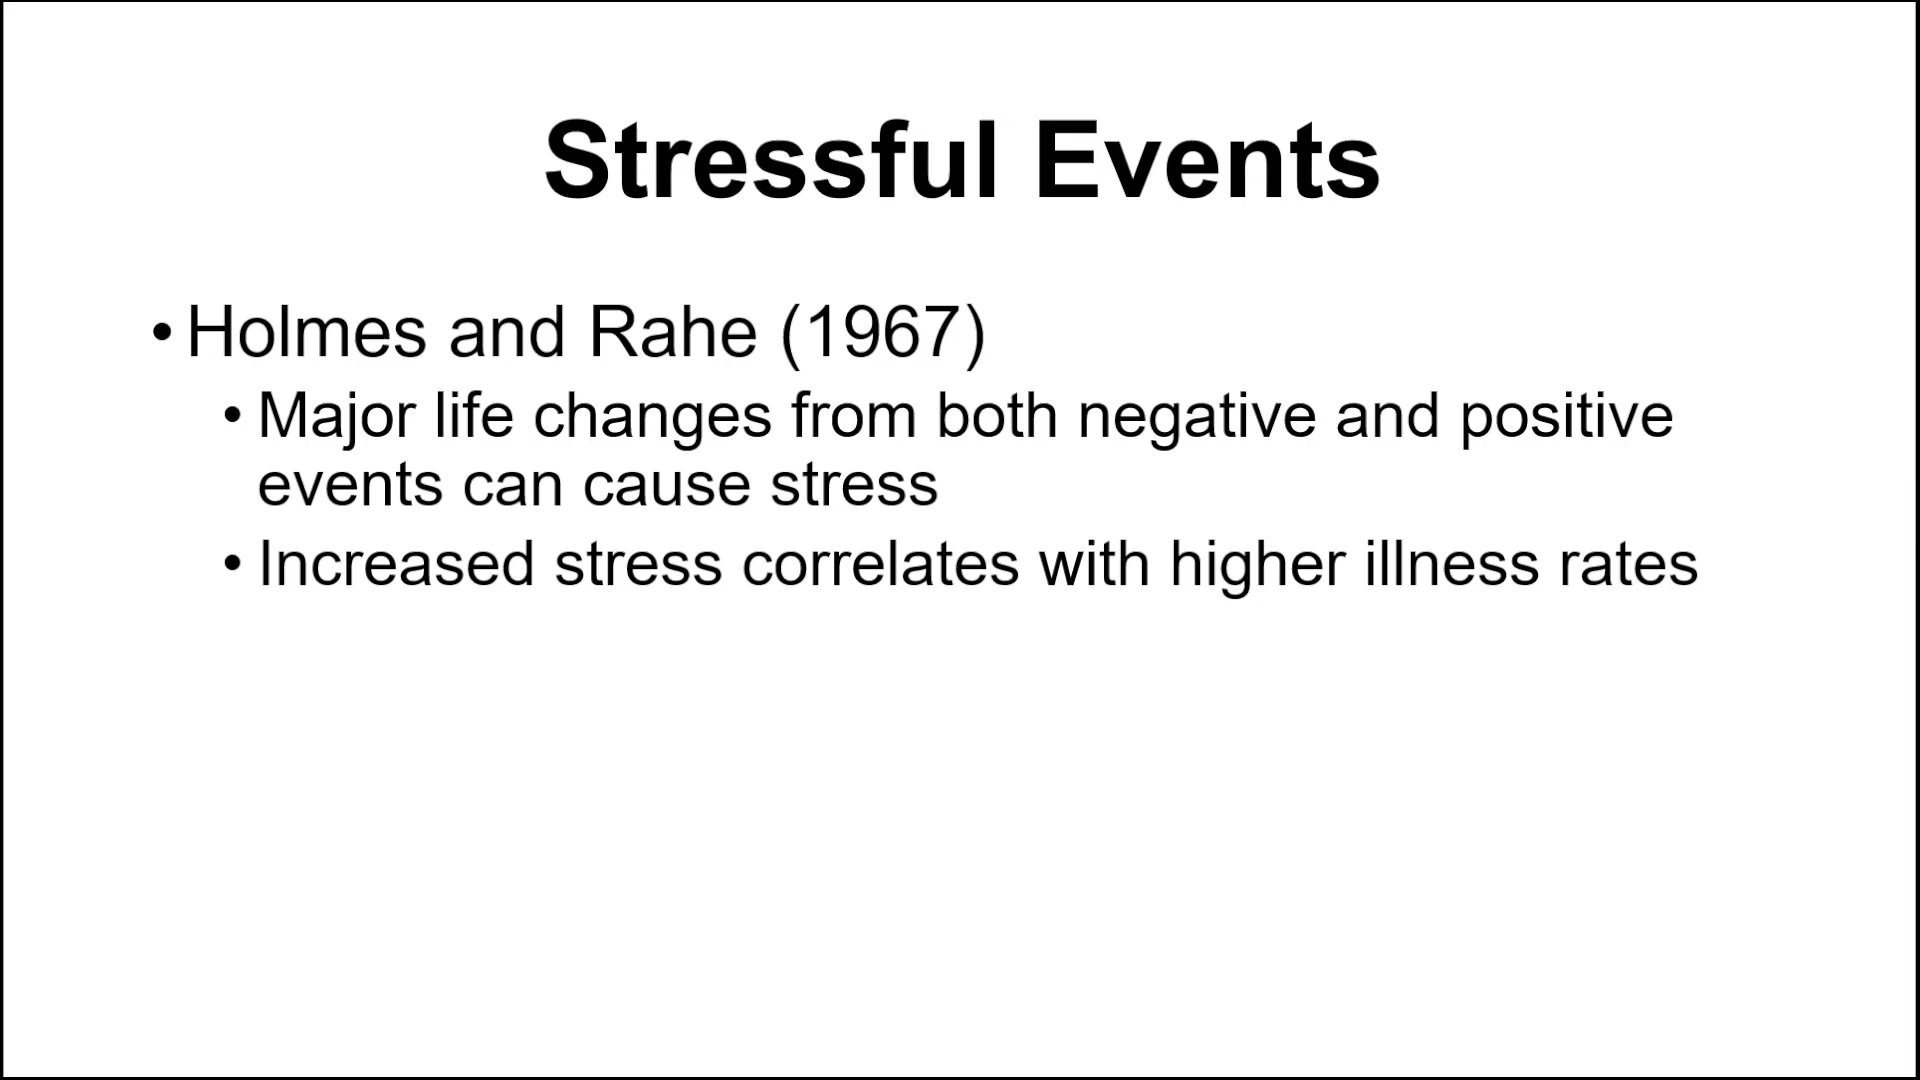 Stressful Events
• Holmes and Rahe (1967)
• Major life changes from both negative and positive
events can cause stress
• Increased stress correlates with higher illness rates